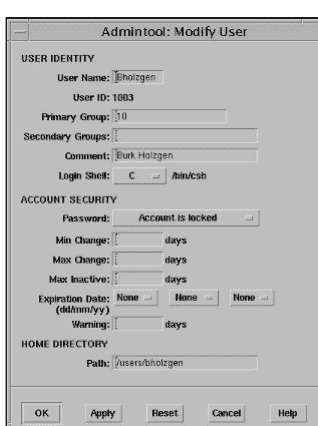 Admintool: Modify User
USER IDENTITY
User Name: Bholzgen
User ID: 1003
Primary Group: 10
Secondary Groups:
Comment: Burk Holzgen
Login Shell: C /bin/csh
ACCOUNT SECURITY
Password: Account is locked
Min Change: days
Max Change: days
Max Inactive: days
Expiration Date: None None None
(dd/mm/yy)
Warning: days
HOME DIRECTORY
Path: /users/bholzgen
OK Apply Reset Cancel Help